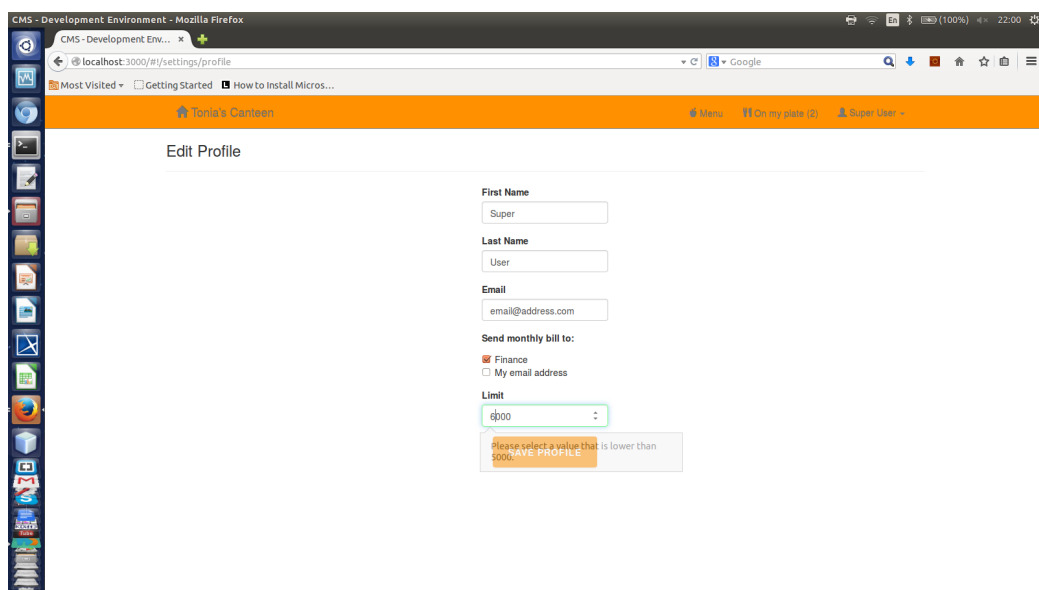 CMS - Development Environment - Mozilla Firefox
En (100%) 22:00
CMS - Development Env... ×
localhost:3000/#!/settings/profile
Google
Most Visited
Getting Started
How to Install Micros...
Tonia's Canteen
Menu
On my plate (2)
Super User
Edit Profile
First Name
Super
Last Name
User
Email
email@address.com
Send monthly bill to:
Finance
My email address
Limit
6000
Please select a value that is lower than
5000.
SAVE PROFILE